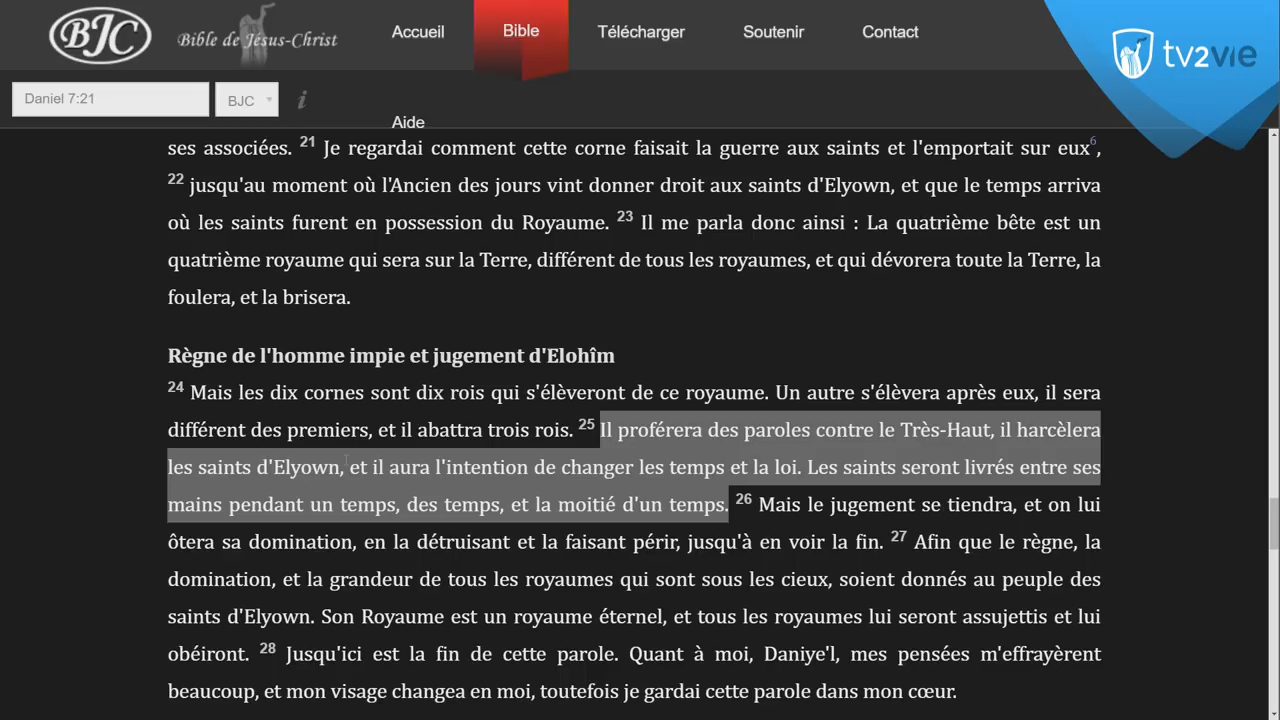 BJC Bible de Jésus-Christ Accueil Bible Télécharger Soutenir Contact tv2vie
Daniel 7:21 BJC i
Aide
ses associées. 21 Je regardai comment cette corne faisait la guerre aux saints et l'emportait sur eux6,
22 jusqu'au moment où l'Ancien des jours vint donner droit aux saints d'Elyown, et que le temps arriva
où les saints furent en possession du Royaume. 23 Il me parla donc ainsi : La quatrième bête est un
quatrième royaume qui sera sur la Terre, différent de tous les royaumes, et qui dévorera toute la Terre, la
foulera, et la brisera.
Règne de l'homme impie et jugement d'Elohîm
24 Mais les dix cornes sont dix rois qui s'élèveront de ce royaume. Un autre s'élèvera après eux, il sera
différent des premiers, et il abattra trois rois. 25 Il proférera des paroles contre le Très-Haut, il harcèlera
les saints d'Elyown, et il aura l'intention de changer les temps et la loi. Les saints seront livrés entre ses
mains pendant un temps, des temps, et la moitié d'un temps. 26 Mais le jugement se tiendra, et on lui
ôtera sa domination, en la détruisant et la faisant périr, jusqu'à en voir la fin. 27 Afin que le règne, la
domination, et la grandeur de tous les royaumes qui sont sous les cieux, soient donnés au peuple des
saints d'Elyown. Son Royaume est un royaume éternel, et tous les royaumes lui seront assujettis et lui
obéiront. 28 Jusqu'ici est la fin de cette parole. Quant à moi, Daniye'l, mes pensées m'effrayèrent
beaucoup, et mon visage changea en moi, toutefois je gardai cette parole dans mon cœur.